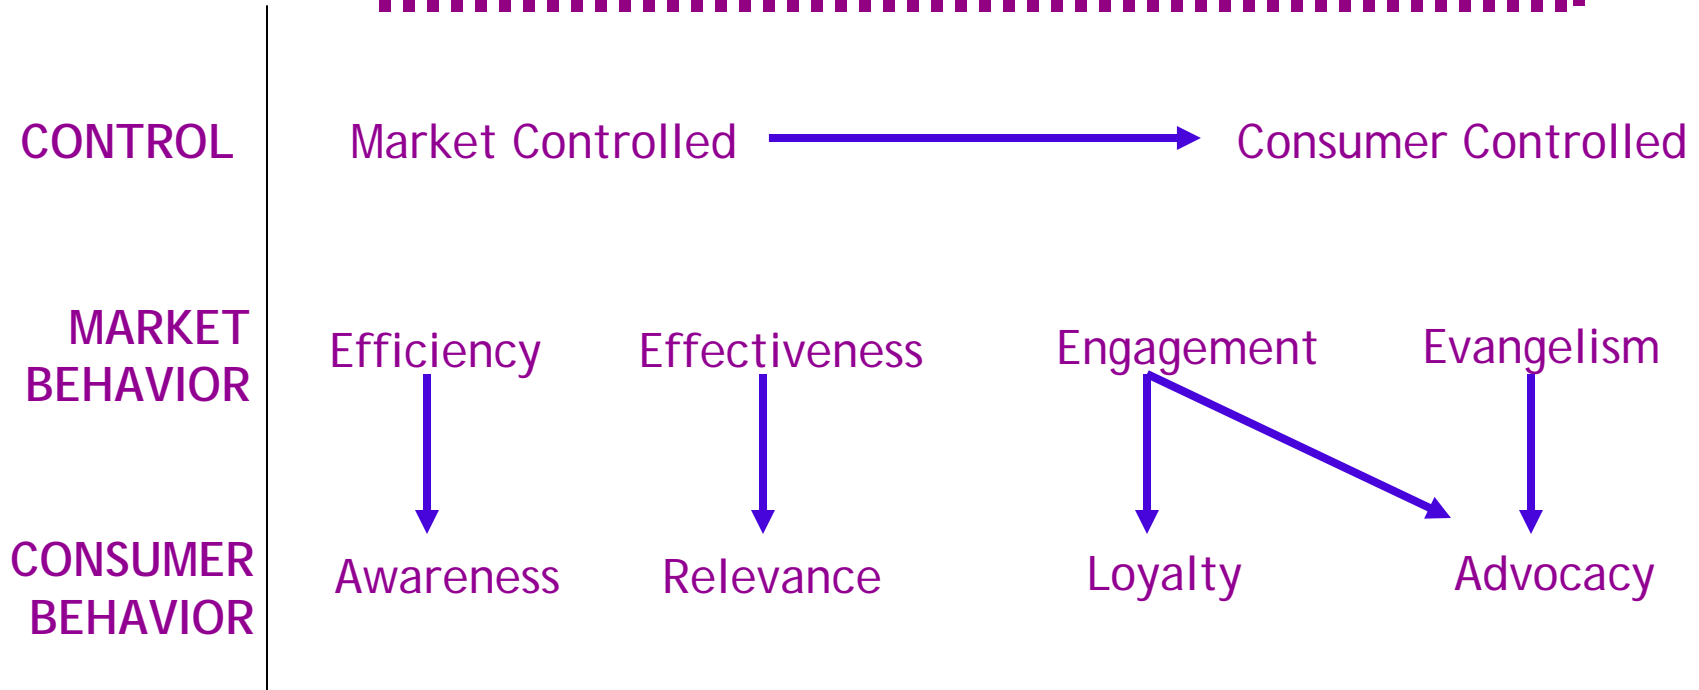 CONTROL
Market Controlled
Consumer Controlled
MARKET
BEHAVIOR
Efficiency
Effectiveness
Engagement
Evangelism
CONSUMER
BEHAVIOR
Awareness
Relevance
Loyalty
Advocacy